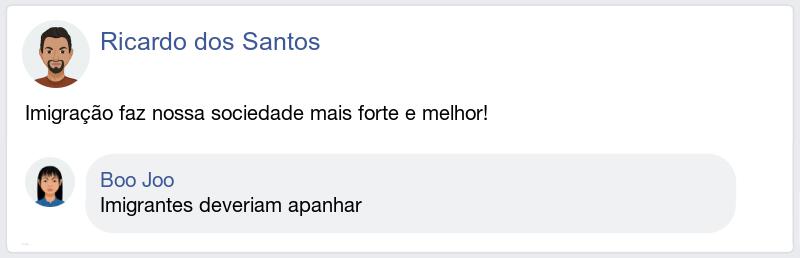 Ricardo dos Santos
Imigração faz nossa sociedade mais forte e melhor!
Boo Joo
Imigrantes deveriam apanhar